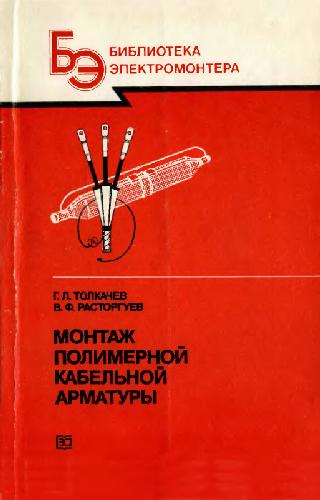 БЭ
БИБЛИОТЕКА
ЭЛЕКТРОМОНТЕРА
Г. Л. ТОЛКАЧЕВ
В. Ф. РАСТОРГУЕВ
МОНТАЖ
ПОЛИМЕРНОЙ
КАБЕЛЬНОЙ
АРМАТУРЫ